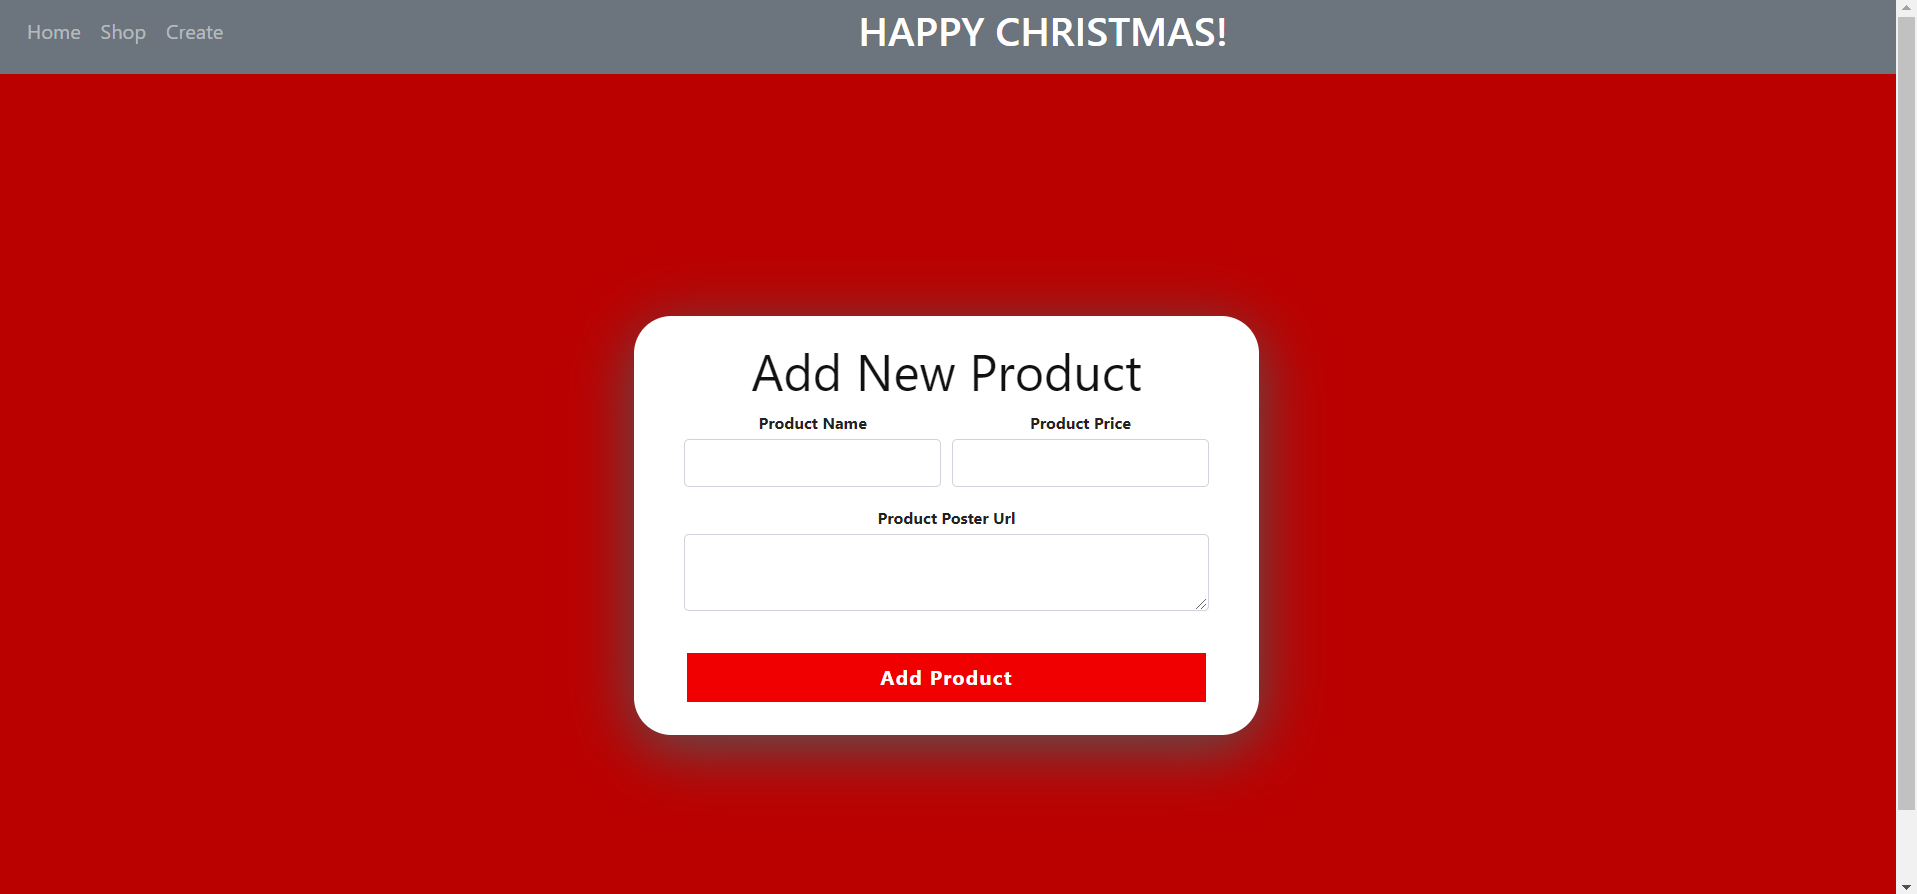 Home Shop Create HAPPY CHRISTMAS!
Add New Product
Product Name Product Price
Product Poster Url
Add Product